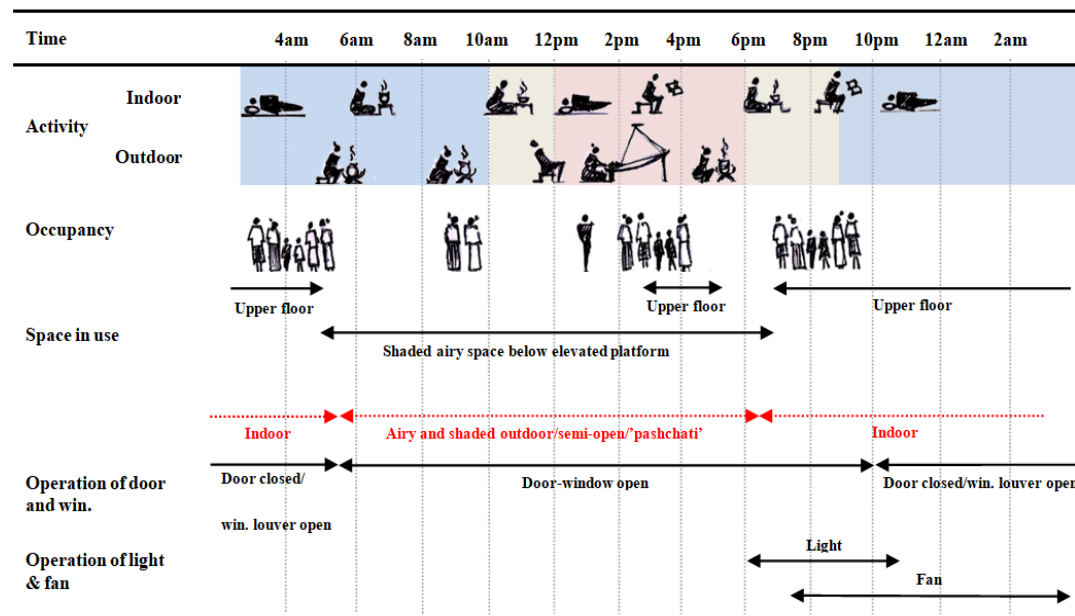 Time 4am 6am 8am 10am 12pm 2pm 4pm 6pm 8pm 10pm 12am 2am
Indoor
Activity
Outdoor
Occupancy
Upper floor Upper floor Upper floor
Space in use
Shaded airy space below elevated platform
Indoor Airy and shaded outdoor/semi-open/’pashchati’ Indoor
Operation of door
and win.
Door closed/
win. louver open
Door-window open
Door closed/win. louver open
Operation of light
& fan
Light
Fan